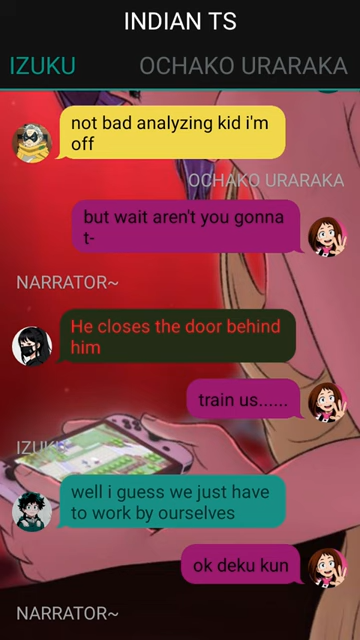 INDIAN TS
IZUKU
OCHAKO URARAKA
not bad analyzing kid i'm
off
OCHAKO URARAKA
but wait aren't you gonna
t-
NARRATOR~
He closes the door behind
him
train us......
IZUKU
well i guess we just have
to work by ourselves
ok deku kun
NARRATOR~